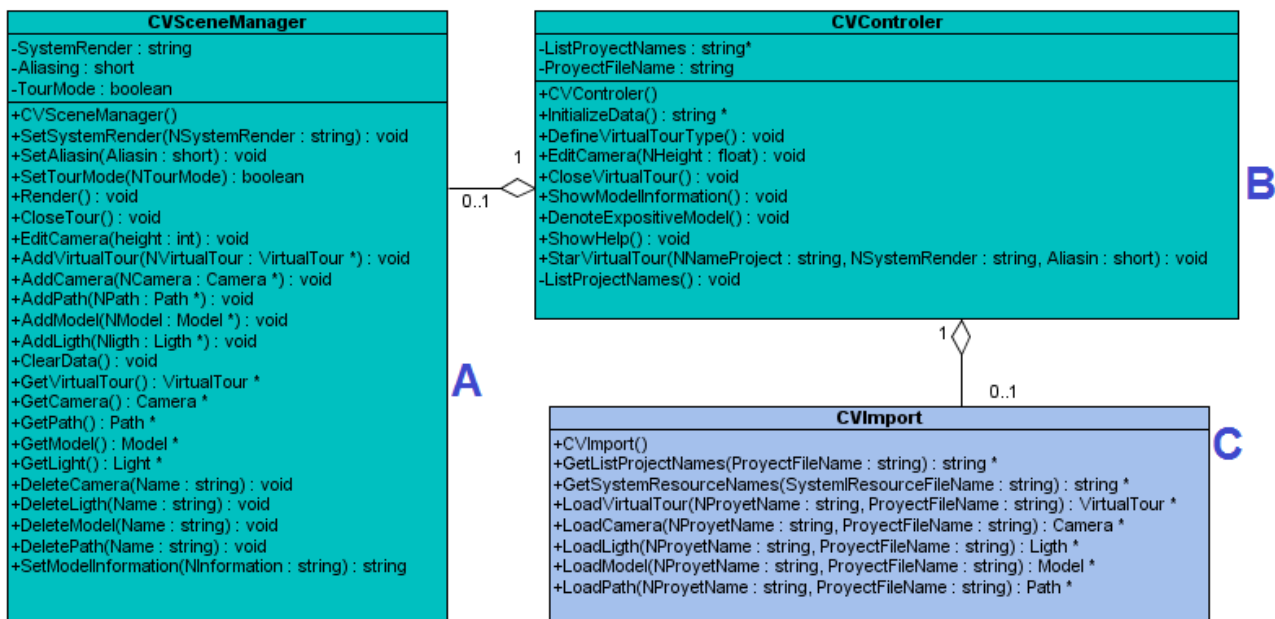 CVSceneManager
-SystemRender : string
-Aliasing : short
-TourMode : boolean
+CVSceneManager()
+SetSystemRender(NSystemRender : string) : void
+SetAliasin(Aliasin : short) : void
+SetTourMode(NTourMode) : boolean
+Render() : void
+CloseTour() : void
+EditCamera(height : int) : void
+AddVirtualTour(NVirtualTour : VirtualTour *) : void
+AddCamera(NCamera : Camera *) : void
+AddPath(NPath : Path *) : void
+AddModel(NModel : Model *) : void
+AddLigth(Nligth : Ligth *) : void
+ClearData() : void
+GetVirtualTour() : VirtualTour *
+GetCamera() : Camera *
+GetPath() : Path *
+GetModel() : Model *
+GetLight() : Light *
+DeleteCamera(Name : string) : void
+DeleteLigth(Name : string) : void
+DeleteModel(Name : string) : void
+DeletePath(Name : string) : void
+SetModelInformation(NInformation : string) : string
A
1
0..1
CVControler
-ListProyectNames : string*
-ProyectFileName : string
+CVControler()
+InitializeData() : string *
+DefineVirtualTourType() : void
+EditCamera(NHeight : float) : void
+CloseVirtualTour() : void
+ShowModelInformation() : void
+DenoteExpositiveModel() : void
+ShowHelp() : void
+StarVirtualTour(NNameProject : string, NSystemRender : string, Aliasin : short) : void
-ListProjectNames() : void
B
1
0..1
CVImport
+CVImport()
+GetListProjectNames(ProyectFileName : string) : string *
+GetSystemResourceNames(SystemlResourceFileName : string) : string *
+LoadVirtualTour(NProyetName : string, ProyectFileName : string) : VirtualTour *
+LoadCamera(NProyetName : string, ProyectFileName : string) : Camera *
+LoadLigth(NProyetName : string, ProyectFileName : string) : Ligth *
+LoadModel(NProyetName : string, ProyectFileName : string) : Model *
+LoadPath(NProyetName : string, ProyectFileName : string) : Path *
C